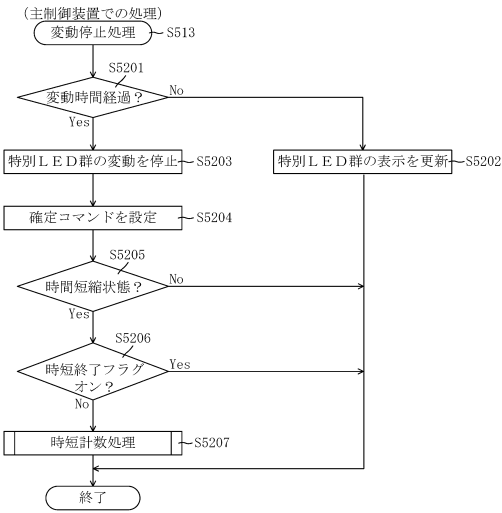 (主制御装置での処理)
変動停止処理 S513
S5201
変動時間経過？ No
Yes
特別ＬＥＤ群の変動を停止 S5203
特別ＬＥＤ群の表示を更新 S5202
確定コマンドを設定 S5204
S5205
時間短縮状態？ No
Yes
S5206
時短終了フラグ Yes
オン？
No
時短計数処理 S5207
終了